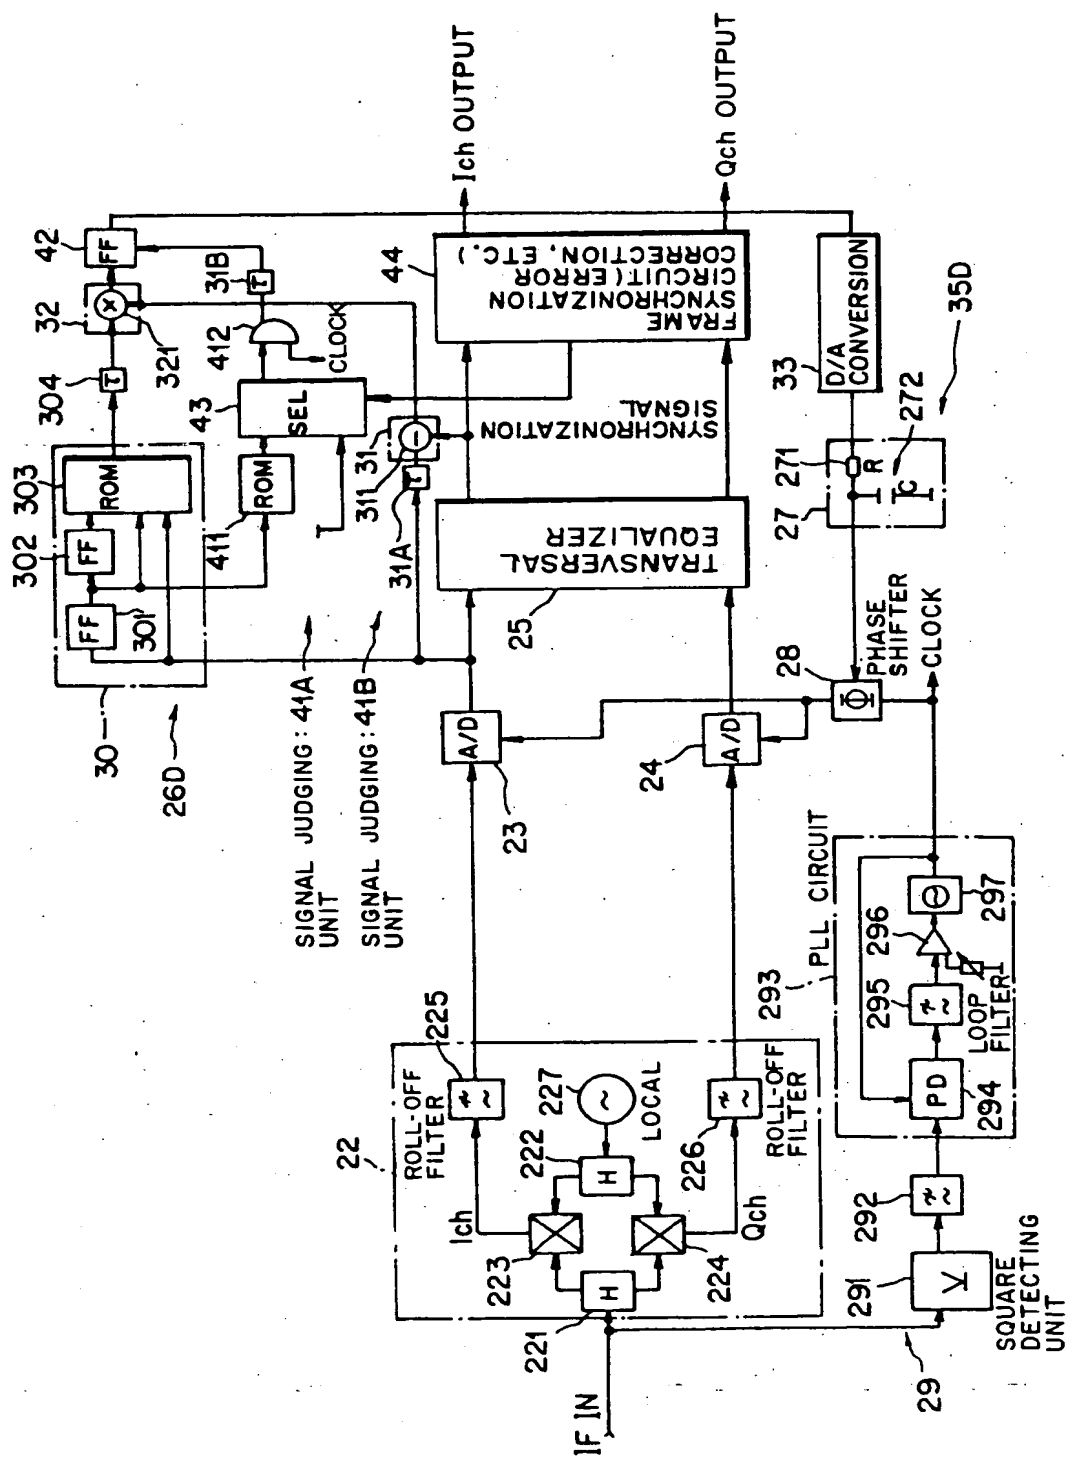 IF IN
22
ROLL-OFF
FILTER
225
Ich
223
222
H
227
~
LOCAL
221
H
224
226
Qch
ROLL-OFF
FILTER
29
291
SQUARE
DETECTING
UNIT
292
293
PLL CIRCUIT
PD
294
295
LOOP
FILTER
296
297
CLOCK
28
Φ
PHASE
SHIFTER
A/D
23
A/D
24
SIGNAL JUDGING : 41A
UNIT
SIGNAL JUDGING : 41B
UNIT
26D
30
FF
301
302
FF
303
ROM
304
τ
32
×
321
42
FF
411
ROM
43
SEL
412
CLOCK
31B
τ
31A
τ
311
31
−
25
TRANSVERSAL
EQUALIZER
SYNCHRONIZATION
SIGNAL
44
FRAME
SYNCHRONIZATION
CIRCUIT(ERROR
CORRECTION, ETC.)
Ich OUTPUT
Qch OUTPUT
33
D/A
CONVERSION
27
271
R
C
272
35D